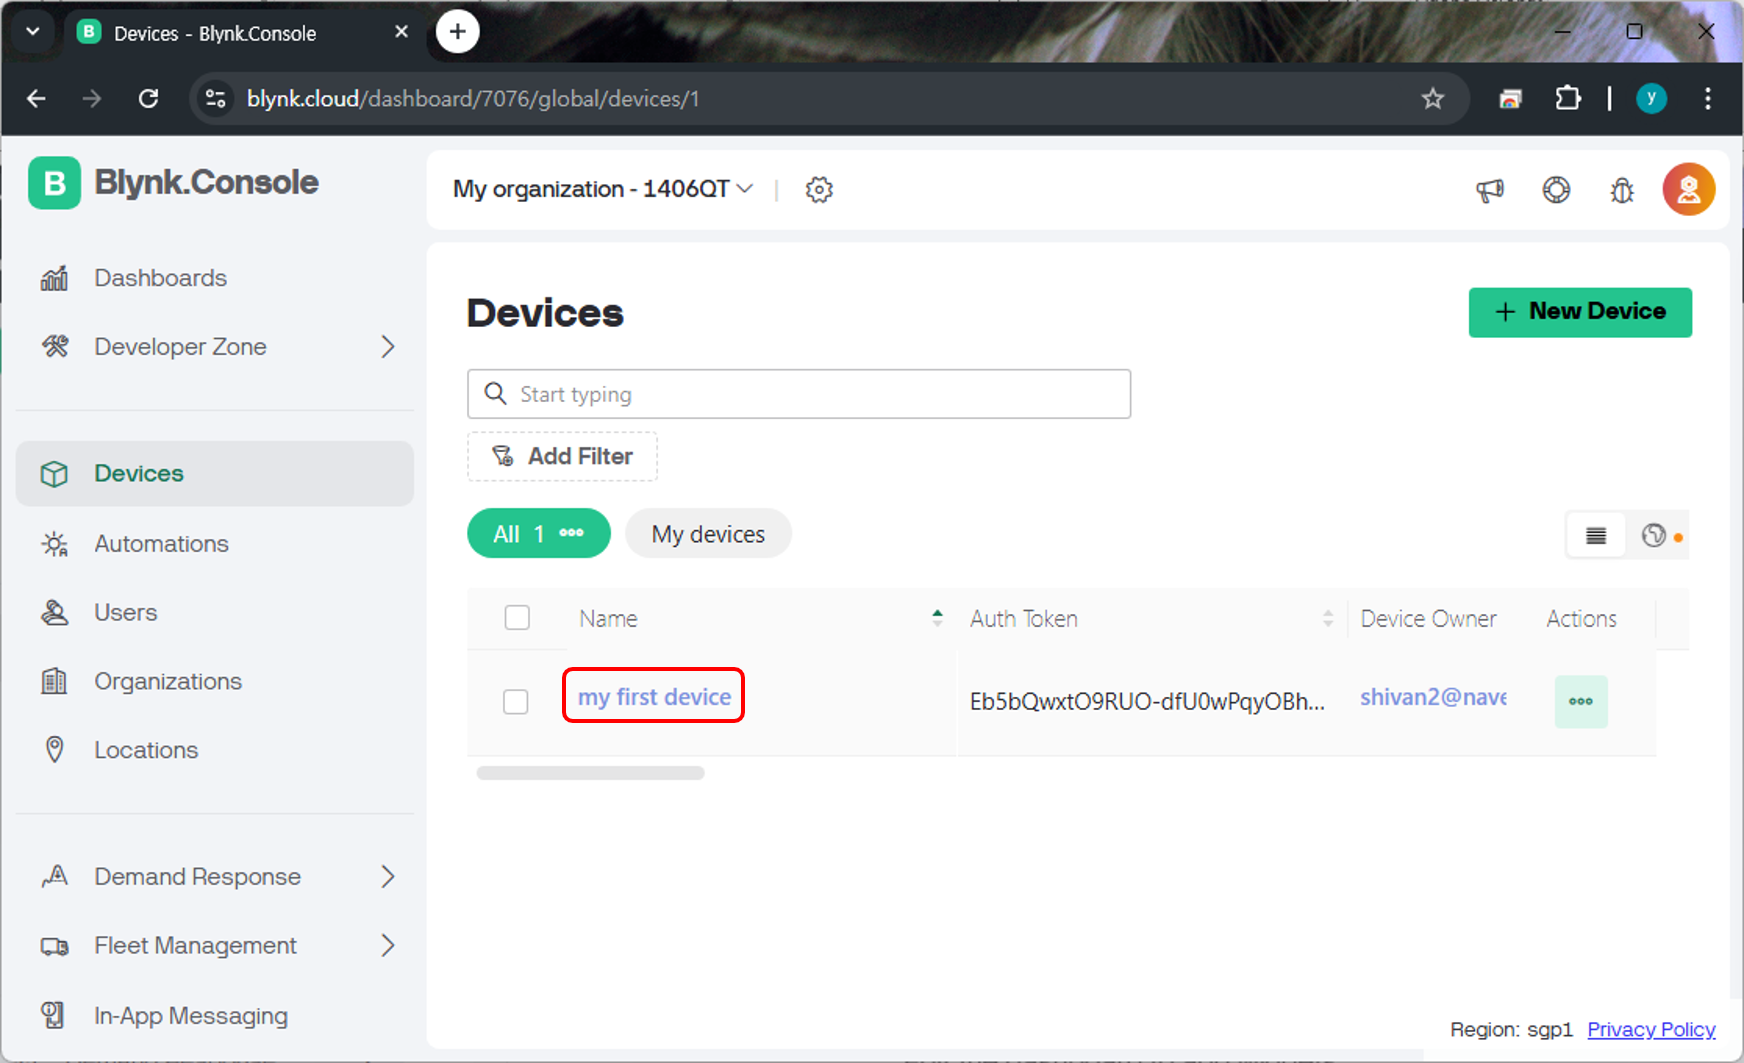 Devices - Blynk.Console
blynk.cloud/dashboard/7076/global/devices/1
y
B Blynk.Console
My organization - 1406QT
Dashboards
Developer Zone
Devices
Automations
Users
Organizations
Locations
Demand Response
Fleet Management
In-App Messaging
Devices
+ New Device
Start typing
Add Filter
All 1
My devices
Name
Auth Token
Device Owner
Actions
my first device
Eb5bQwxtO9RUO-dfU0wPqyOBh...
shivan2@nave
Region: sgp1 Privacy Policy